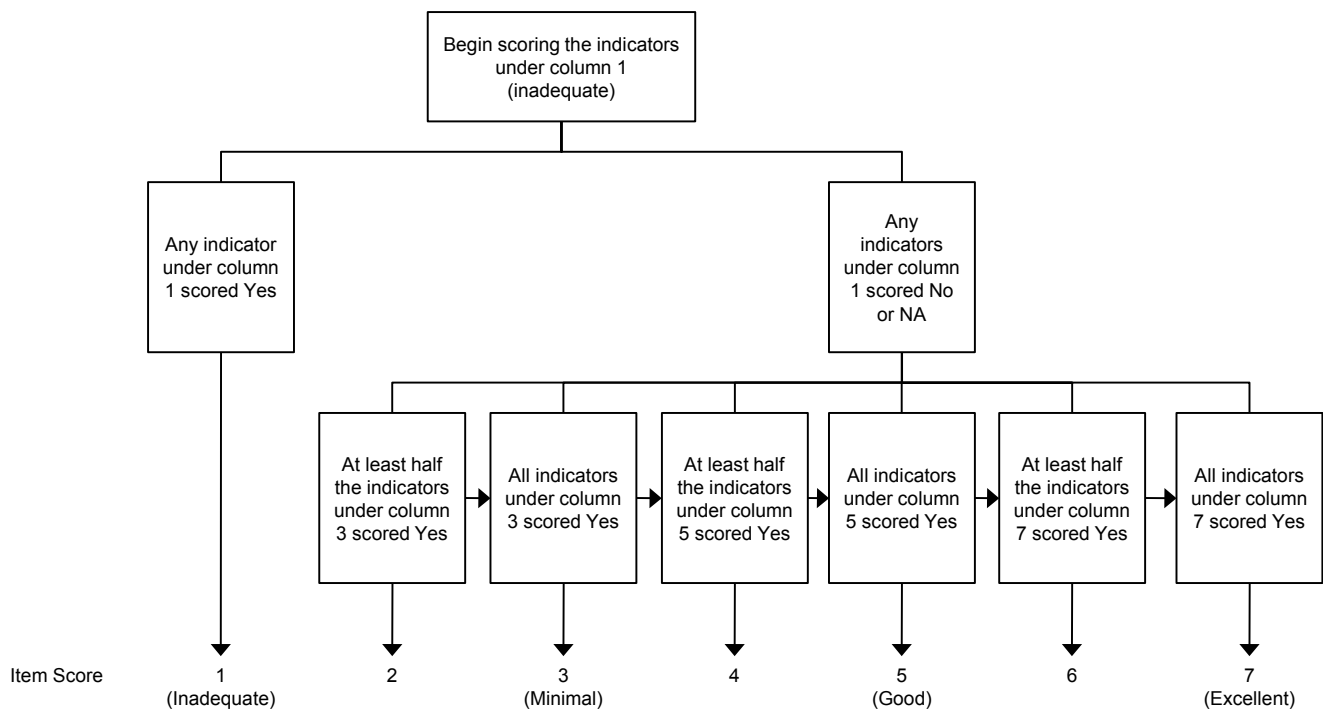 Begin scoring the indicators
under column 1
(inadequate)
Any indicator
under column
1 scored Yes
Any
indicators
under column
1 scored No
or NA
At least half
the indicators
under column
3 scored Yes
All indicators
under column
3 scored Yes
At least half
the indicators
under column
5 scored Yes
All indicators
under column
5 scored Yes
At least half
the indicators
under column
7 scored Yes
All indicators
under column
7 scored Yes
Item Score 1 2 3 4 5 6 7
(Inadequate) (Minimal) (Good) (Excellent)